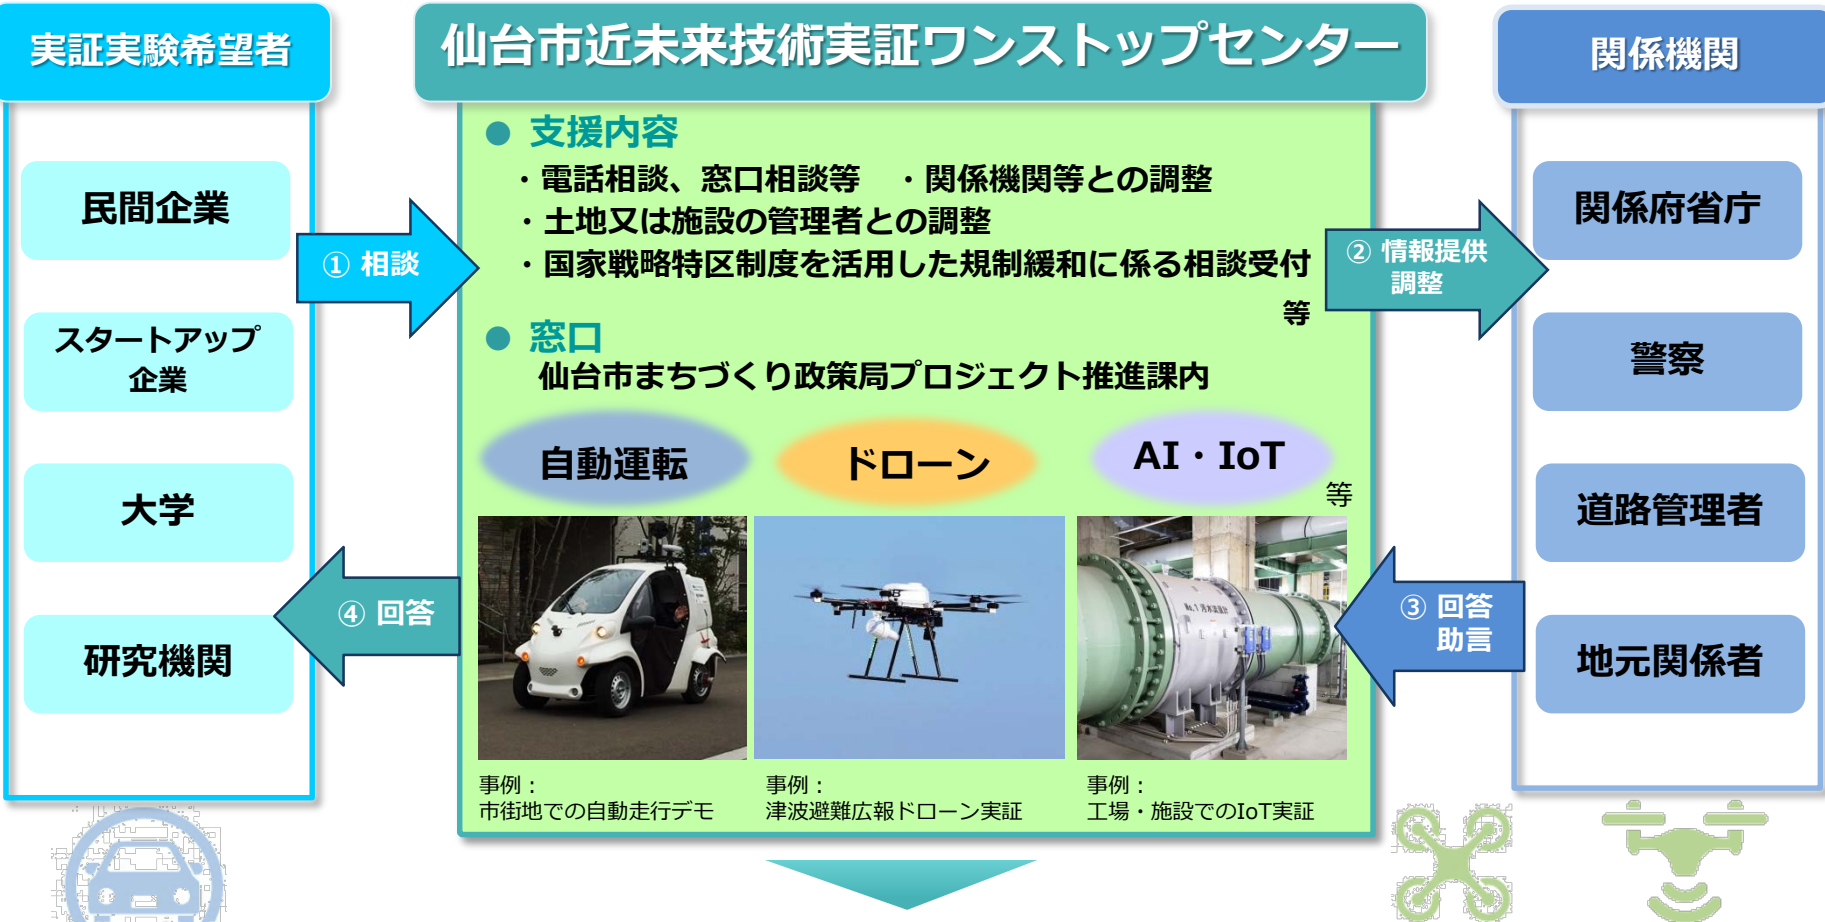 実証実験希望者
民間企業
スタートアップ
企業
大学
研究機関
① 相談
④ 回答
仙台市近未来技術実証ワンストップセンター
● 支援内容
・電話相談、窓口相談等　・関係機関等との調整
・土地又は施設の管理者との調整
・国家戦略特区制度を活用した規制緩和に係る相談受付
等
● 窓口
仙台市まちづくり政策局プロジェクト推進課内
自動運転
ドローン
AI・IoT
等
No.1 汚水流量計
事例：
市街地での自動走行デモ
事例：
津波避難広報ドローン実証
事例：
工場・施設でのIoT実証
② 情報提供
調整
③ 回答
助言
関係機関
関係府省庁
警察
道路管理者
地元関係者